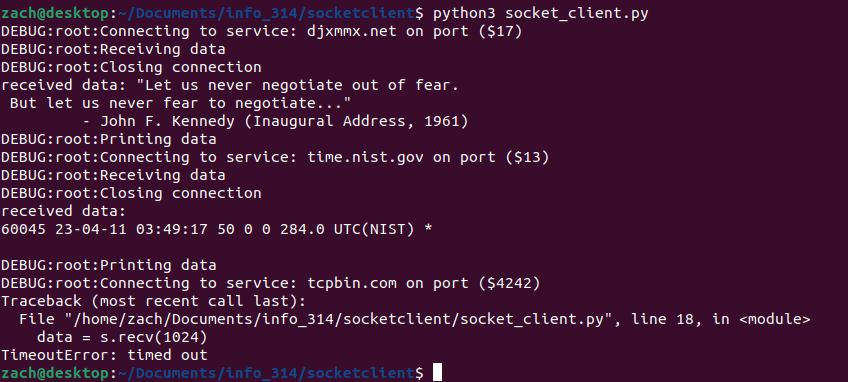 zach@desktop:~/Documents/info_314/socketclient$ python3 socket_client.py
DEBUG:root:Connecting to service: djxmmx.net on port ($17)
DEBUG:root:Receiving data
DEBUG:root:Closing connection
received data: "Let us never negotiate out of fear.
 But let us never fear to negotiate..."
         - John F. Kennedy (Inaugural Address, 1961)
DEBUG:root:Printing data
DEBUG:root:Connecting to service: time.nist.gov on port ($13)
DEBUG:root:Receiving data
DEBUG:root:Closing connection
received data:
60045 23-04-11 03:49:17 50 0 0 284.0 UTC(NIST) *
DEBUG:root:Printing data
DEBUG:root:Connecting to service: tcpbin.com on port ($4242)
Traceback (most recent call last):
  File "/home/zach/Documents/info_314/socketclient/socket_client.py", line 18, in <module>
    data = s.recv(1024)
TimeoutError: timed out
zach@desktop:~/Documents/info_314/socketclient$